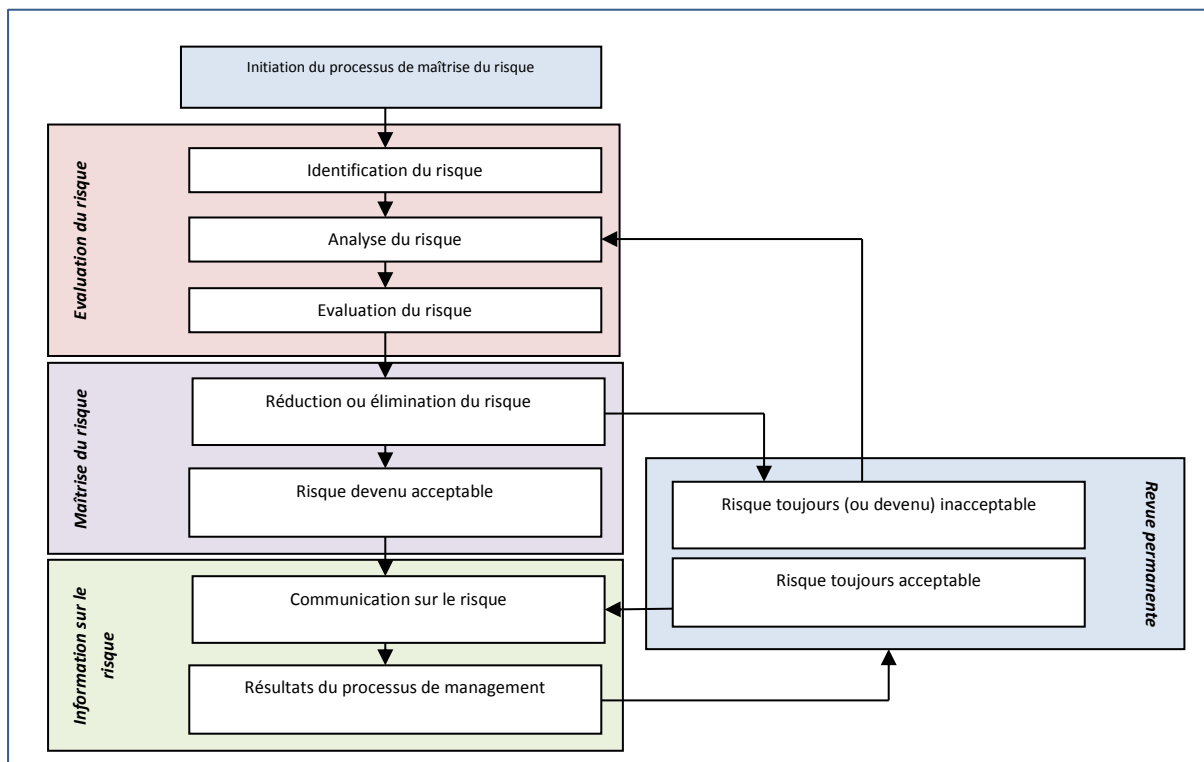 Initiation du processus de maîtrise du risque
Evaluation du risque
Identification du risque
Analyse du risque
Evaluation du risque
Maîtrise du risque
Réduction ou élimination du risque
Risque devenu acceptable
Revue permanente
Risque toujours (ou devenu) inacceptable
Risque toujours acceptable
Information sur le
risque
Communication sur le risque
Résultats du processus de management